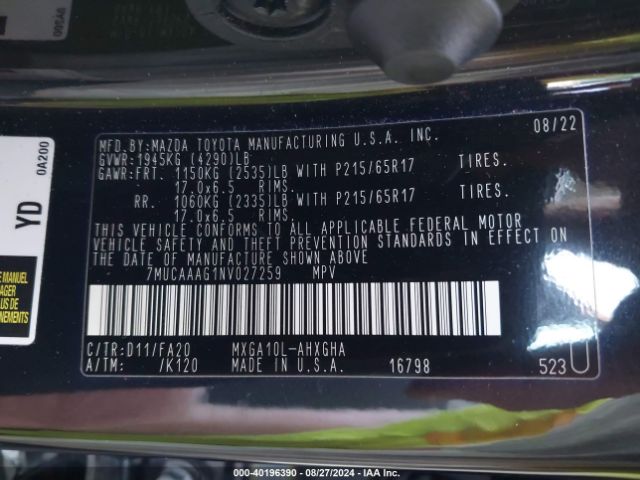 00SA0
MFD.BY:MAZDA TOYOTA MANUFACTURING U.S.A. INC. 08/22
GVWR:1945KG (4290)LB
GAWR:FRT. 1150KG (2535)LB WITH P215/65R17 TIRES.
17.0x6.5 RIMS.
RR. 1060KG (2335)LB WITH P215/65R17 TIRES.
17.0x6.5 RIMS.
THIS VEHICLE CONFORMS TO ALL APPLICABLE FEDERAL MOTOR
VEHICLE SAFETY AND THEFT PREVENTION STANDARDS IN EFFECT ON
THE DATE OF MANUFACTURE SHOWN ABOVE
7MUCAAAG1NV027259 MPV
C/TR:D11/FA20 MXGA10L-AHXGHA
A/TM: /K120 MADE IN U.S.A. 16798 523
0A200
YD
MANUAL
US DE
NEMENTS
000-40196390 - 08/27/2024 - IAA Inc.